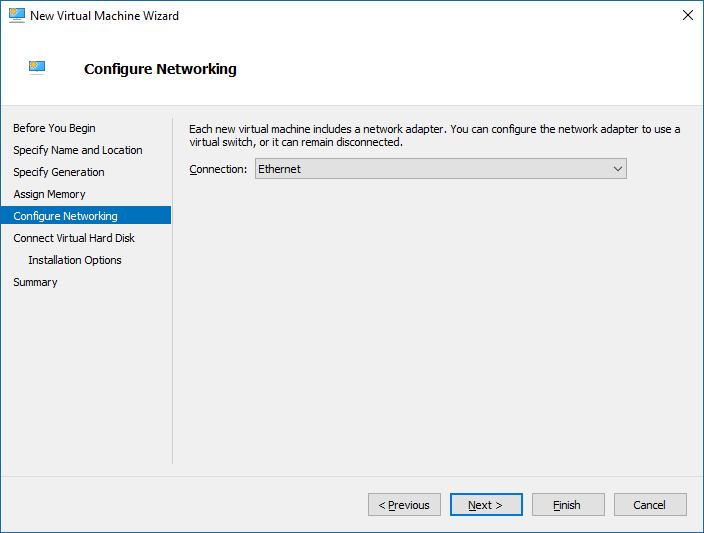 New Virtual Machine Wizard
Configure Networking
Before You Begin
Specify Name and Location
Specify Generation
Assign Memory
Configure Networking
Connect Virtual Hard Disk
Installation Options
Summary
Each new virtual machine includes a network adapter. You can configure the network adapter to use a
virtual switch, or it can remain disconnected.
Connection: Ethernet
< Previous Next > Finish Cancel